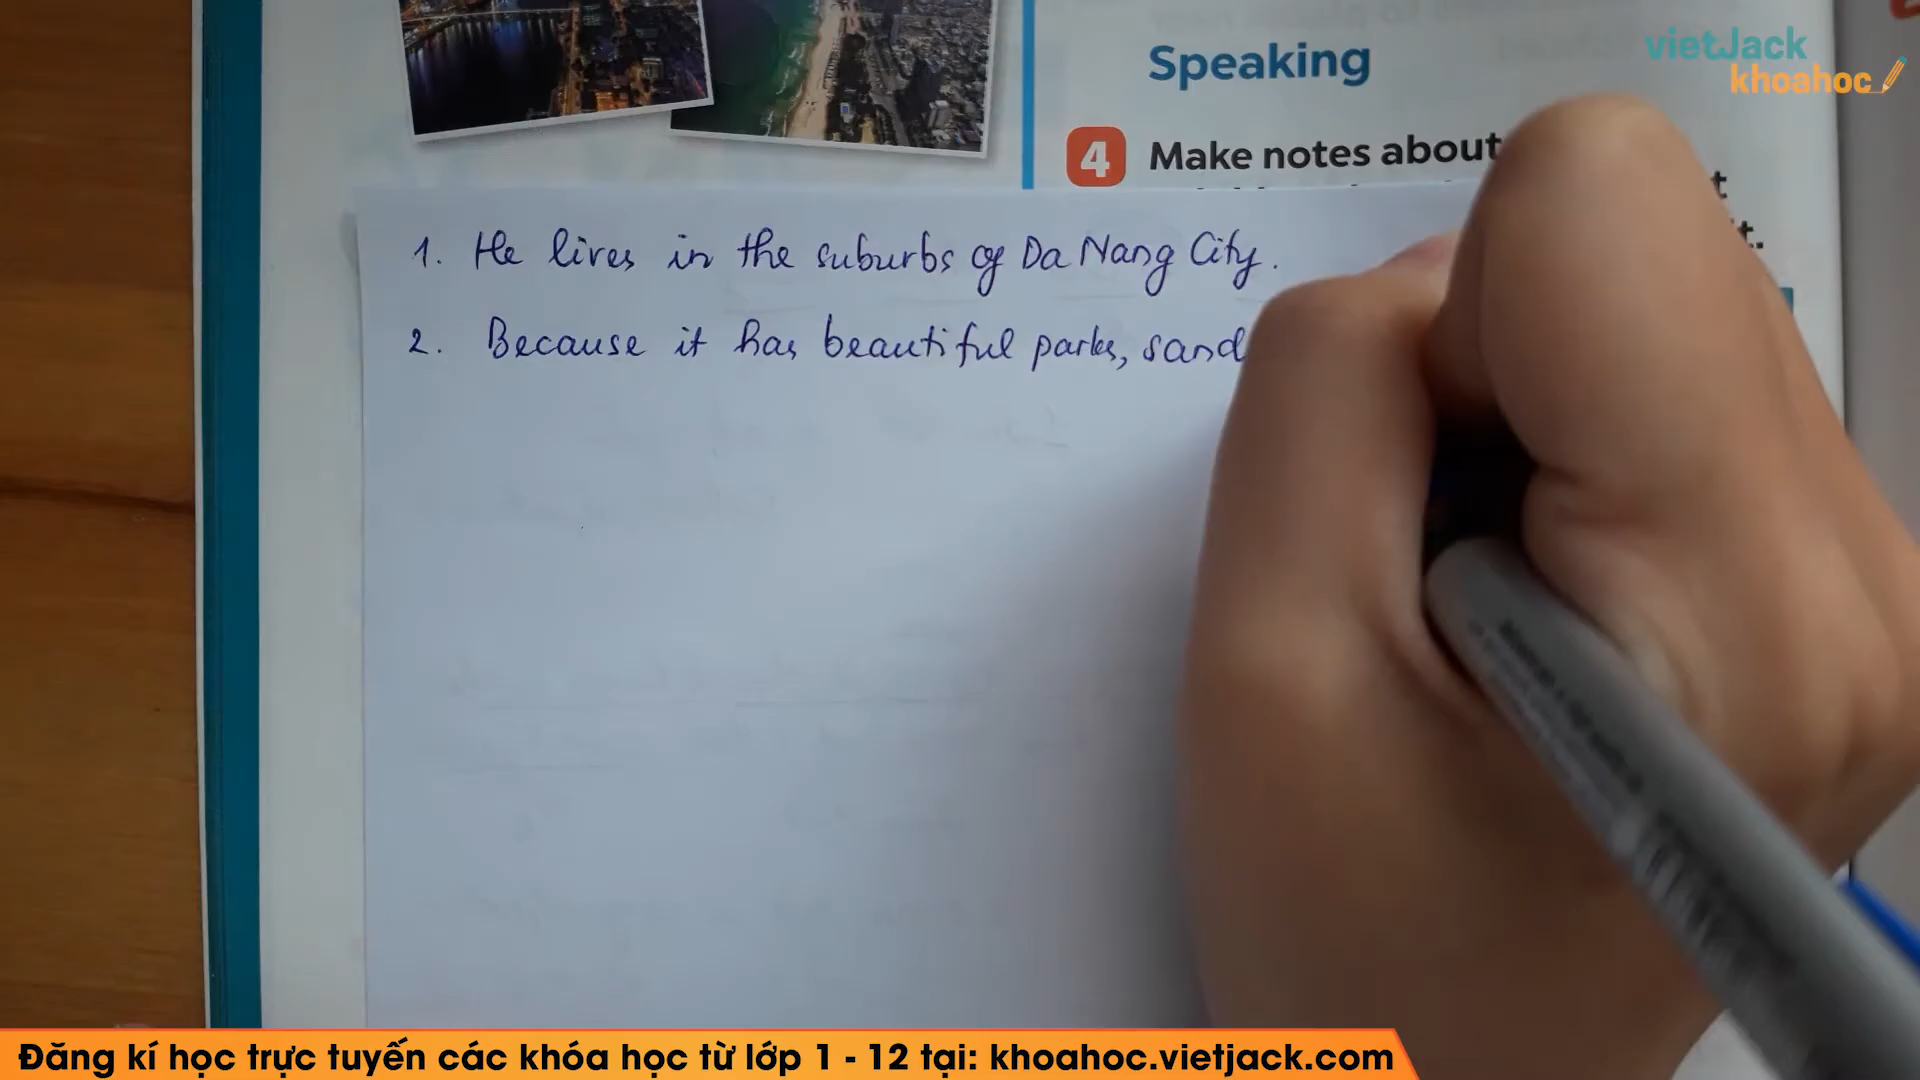 vietJack
khoahoc
Speaking
4 Make notes about
1. He lives in the suburbs of Da Nang City.
2. Because it has beautiful parks, sand
Đăng kí học trực tuyến các khóa học từ lớp 1 - 12 tại: khoahoc.vietjack.com